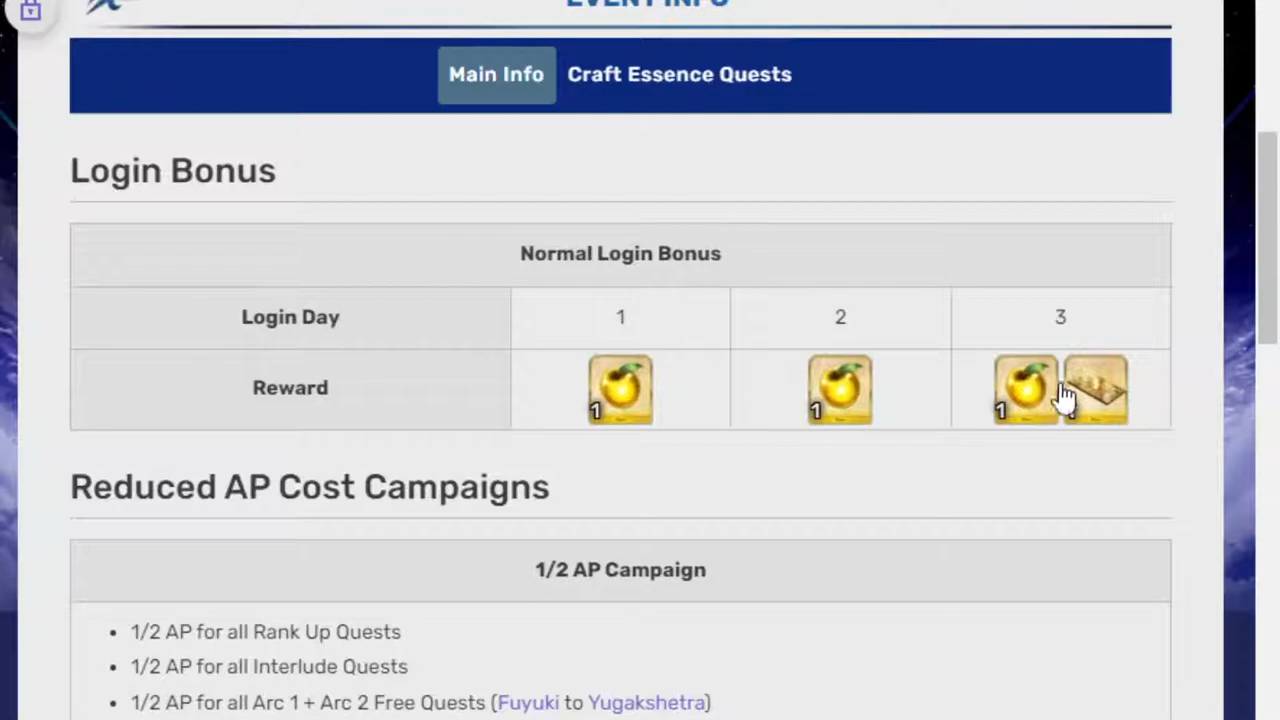 EVENT INFO
Main Info Craft Essence Quests
Login Bonus
Normal Login Bonus
Login Day 1 2 3
Reward 1 1 1
Reduced AP Cost Campaigns
1/2 AP Campaign
• 1/2 AP for all Rank Up Quests
• 1/2 AP for all Interlude Quests
• 1/2 AP for all Arc 1 + Arc 2 Free Quests (Fuyuki to Yugakshetra)